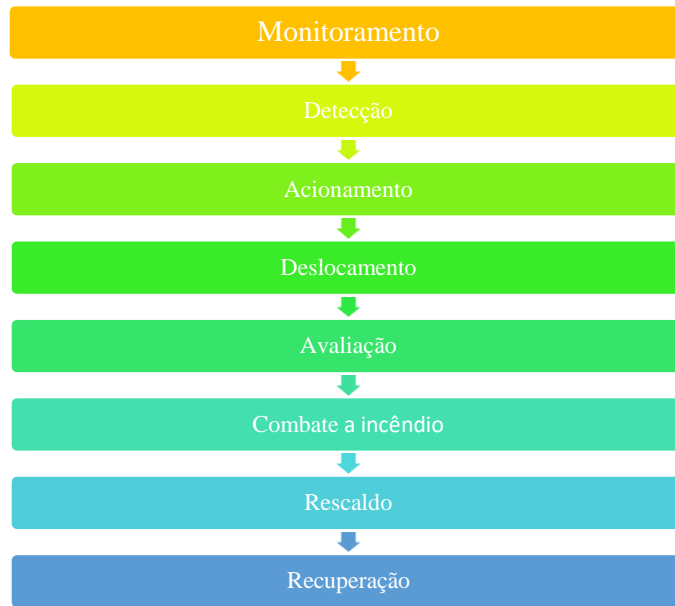 Monitoramento
Detecção
Acionamento
Deslocamento
Avaliação
Combate a incêndio
Rescaldo
Recuperação